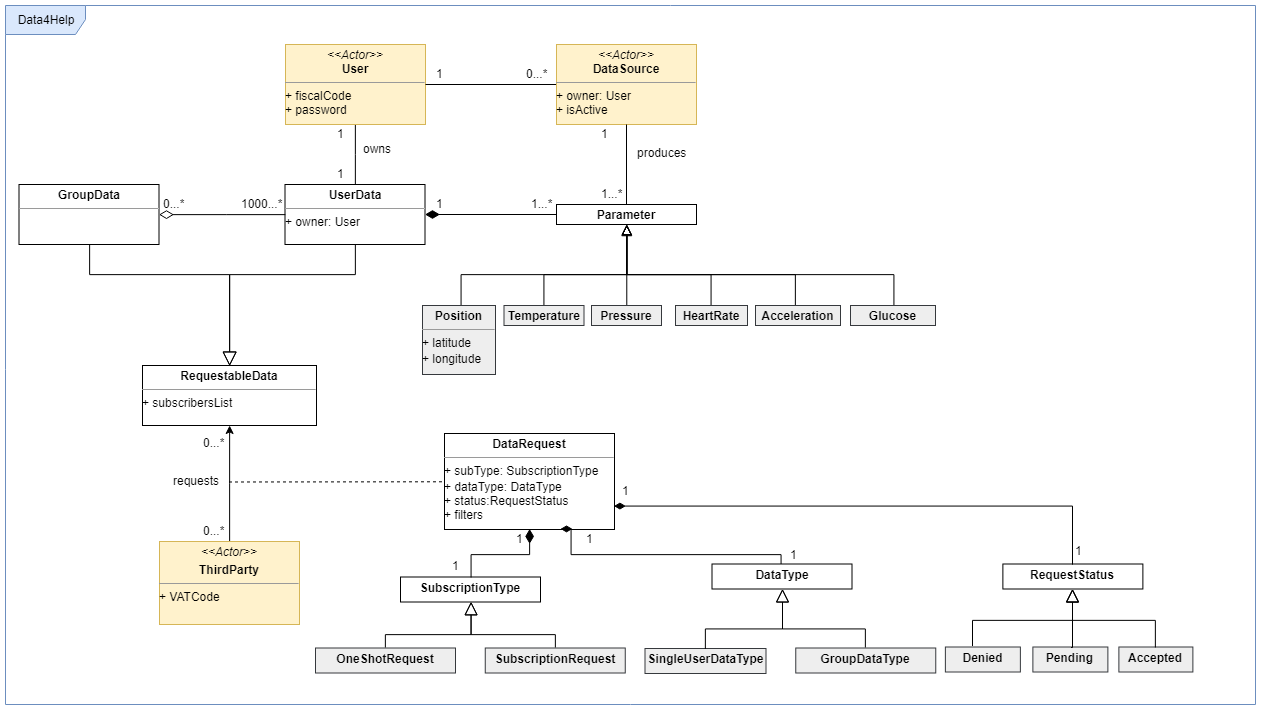 Data4Help
<<Actor>>
User
+ fiscalCode
+ password
1
0...*
<<Actor>>
DataSource
+ owner: User
+ isActive
1
owns
1
1
produces
1...*
GroupData
0...*
1000...*
UserData
+ owner: User
1
1...*
Parameter
Position
+ latitude
+ longitude
Temperature
Pressure
HeartRate
Acceleration
Glucose
RequestableData
+ subscribersList
0...*
requests
0...*
<<Actor>>
ThirdParty
+ VATCode
DataRequest
+ subType: SubscriptionType
+ dataType: DataType
+ status:RequestStatus
+ filters
1
1
1
1
1
1
SubscriptionType
DataType
RequestStatus
OneShotRequest
SubscriptionRequest
SingleUserDataType
GroupDataType
Denied
Pending
Accepted